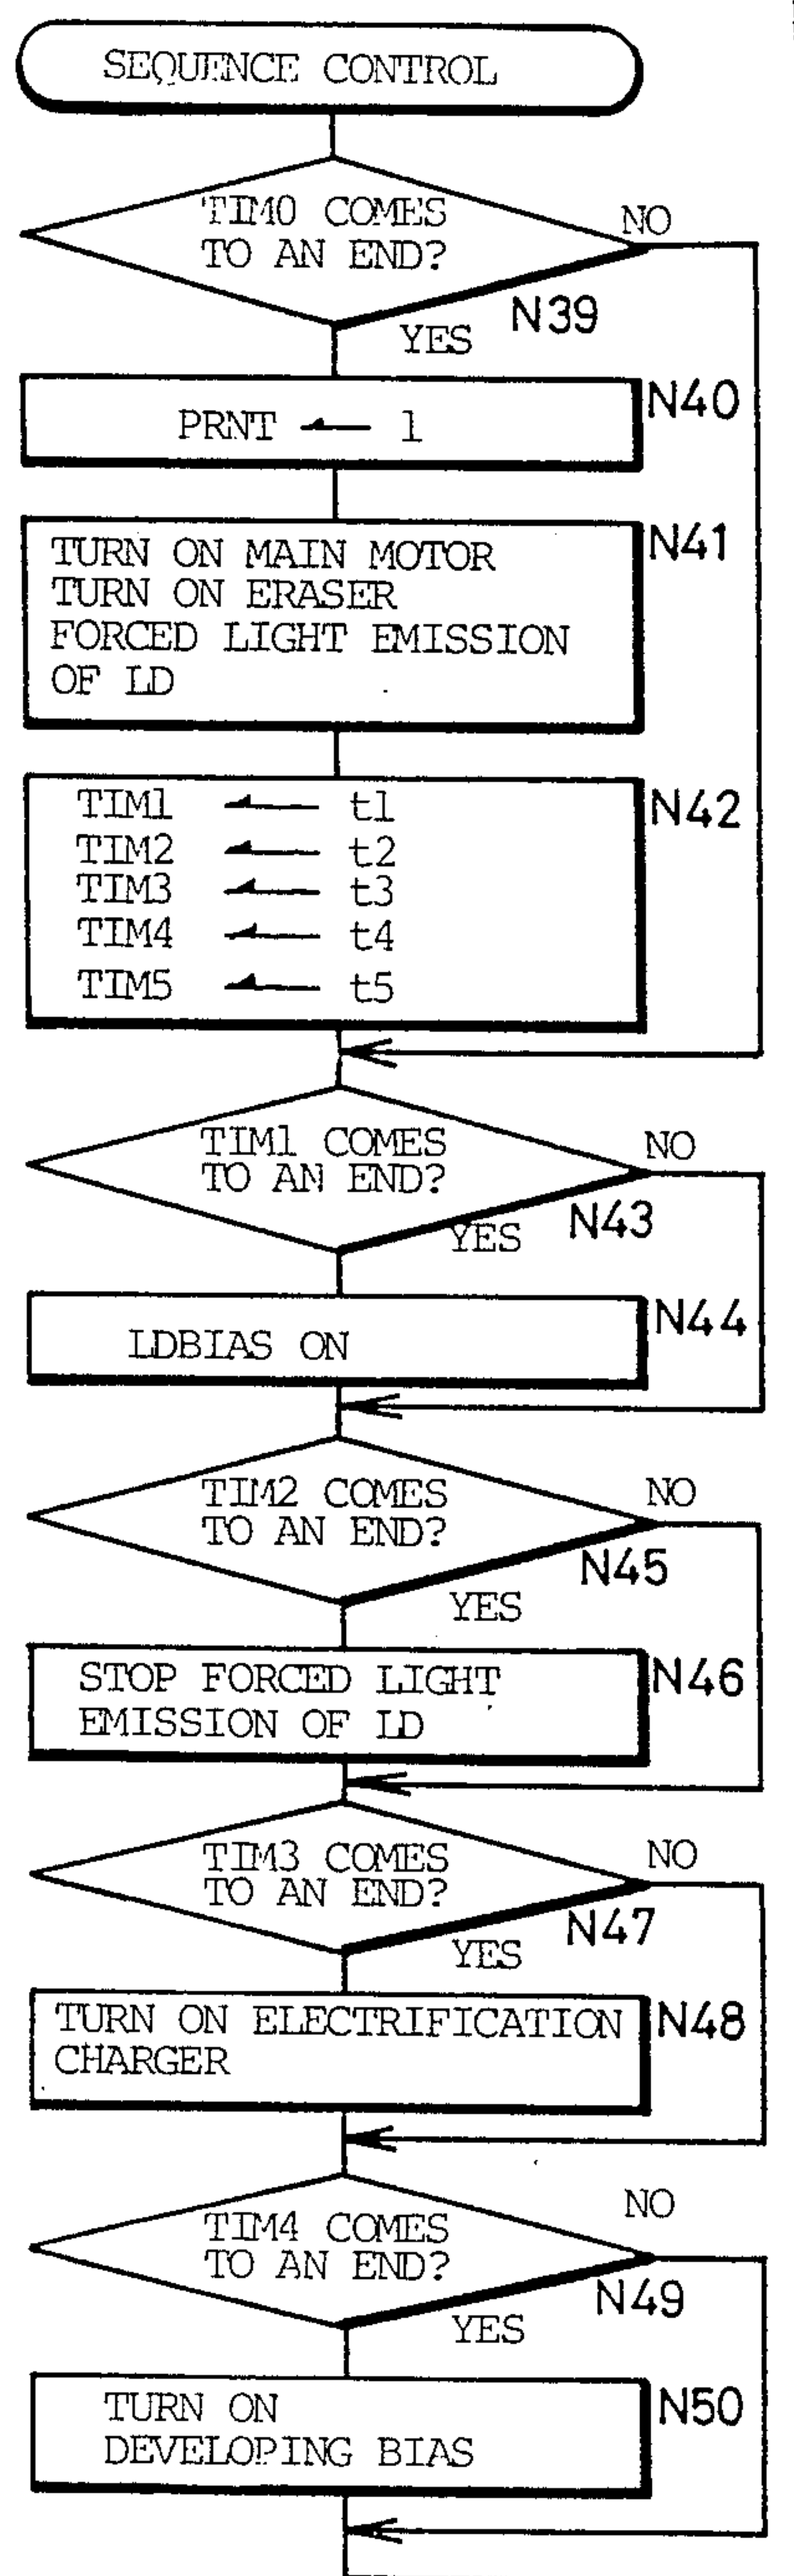 SEQUENCE CONTROL
TIM0 COMES
TO AN END?
NO
N39
YES
N40
PRNT ← 1
N41
TURN ON MAIN MOTOR
TURN ON ERASER
FORCED LIGHT EMISSION
OF LD
N42
TIM1 ← t1
TIM2 ← t2
TIM3 ← t3
TIM4 ← t4
TIM5 ← t5
TIM1 COMES
TO AN END?
NO
N43
YES
N44
LDBIAS ON
TIM2 COMES
TO AN END?
NO
N45
YES
N46
STOP FORCED LIGHT
EMISSION OF LD
TIM3 COMES
TO AN END?
NO
N47
YES
N48
TURN ON ELECTRIFICATION
CHARGER
TIM4 COMES
TO AN END?
NO
N49
YES
N50
TURN ON
DEVELOPING BIAS